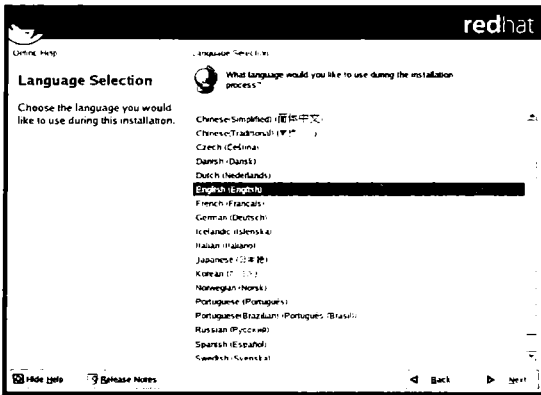 redhat
Online Help
Language Selection
Language Selection
Choose the language you would
like to use during this installation.
What language would you like to use during the installation
process?
Chinese(Simplified) (简体中文)
Chinese(Traditional)
Czech (Čeština)
Danish (Dansk)
Dutch (Nederlands)
English (English)
French (Français)
German (Deutsch)
Icelandic (Íslenska)
Italian (Italiano)
Japanese (日本語)
Korean
Norwegian (Norsk)
Portuguese (Português)
Portuguese(Brazilian) (Português (Brasil))
Russian (Русский)
Spanish (Español)
Swedish (Svenska)
Hide Help
Release Notes
Back
Next